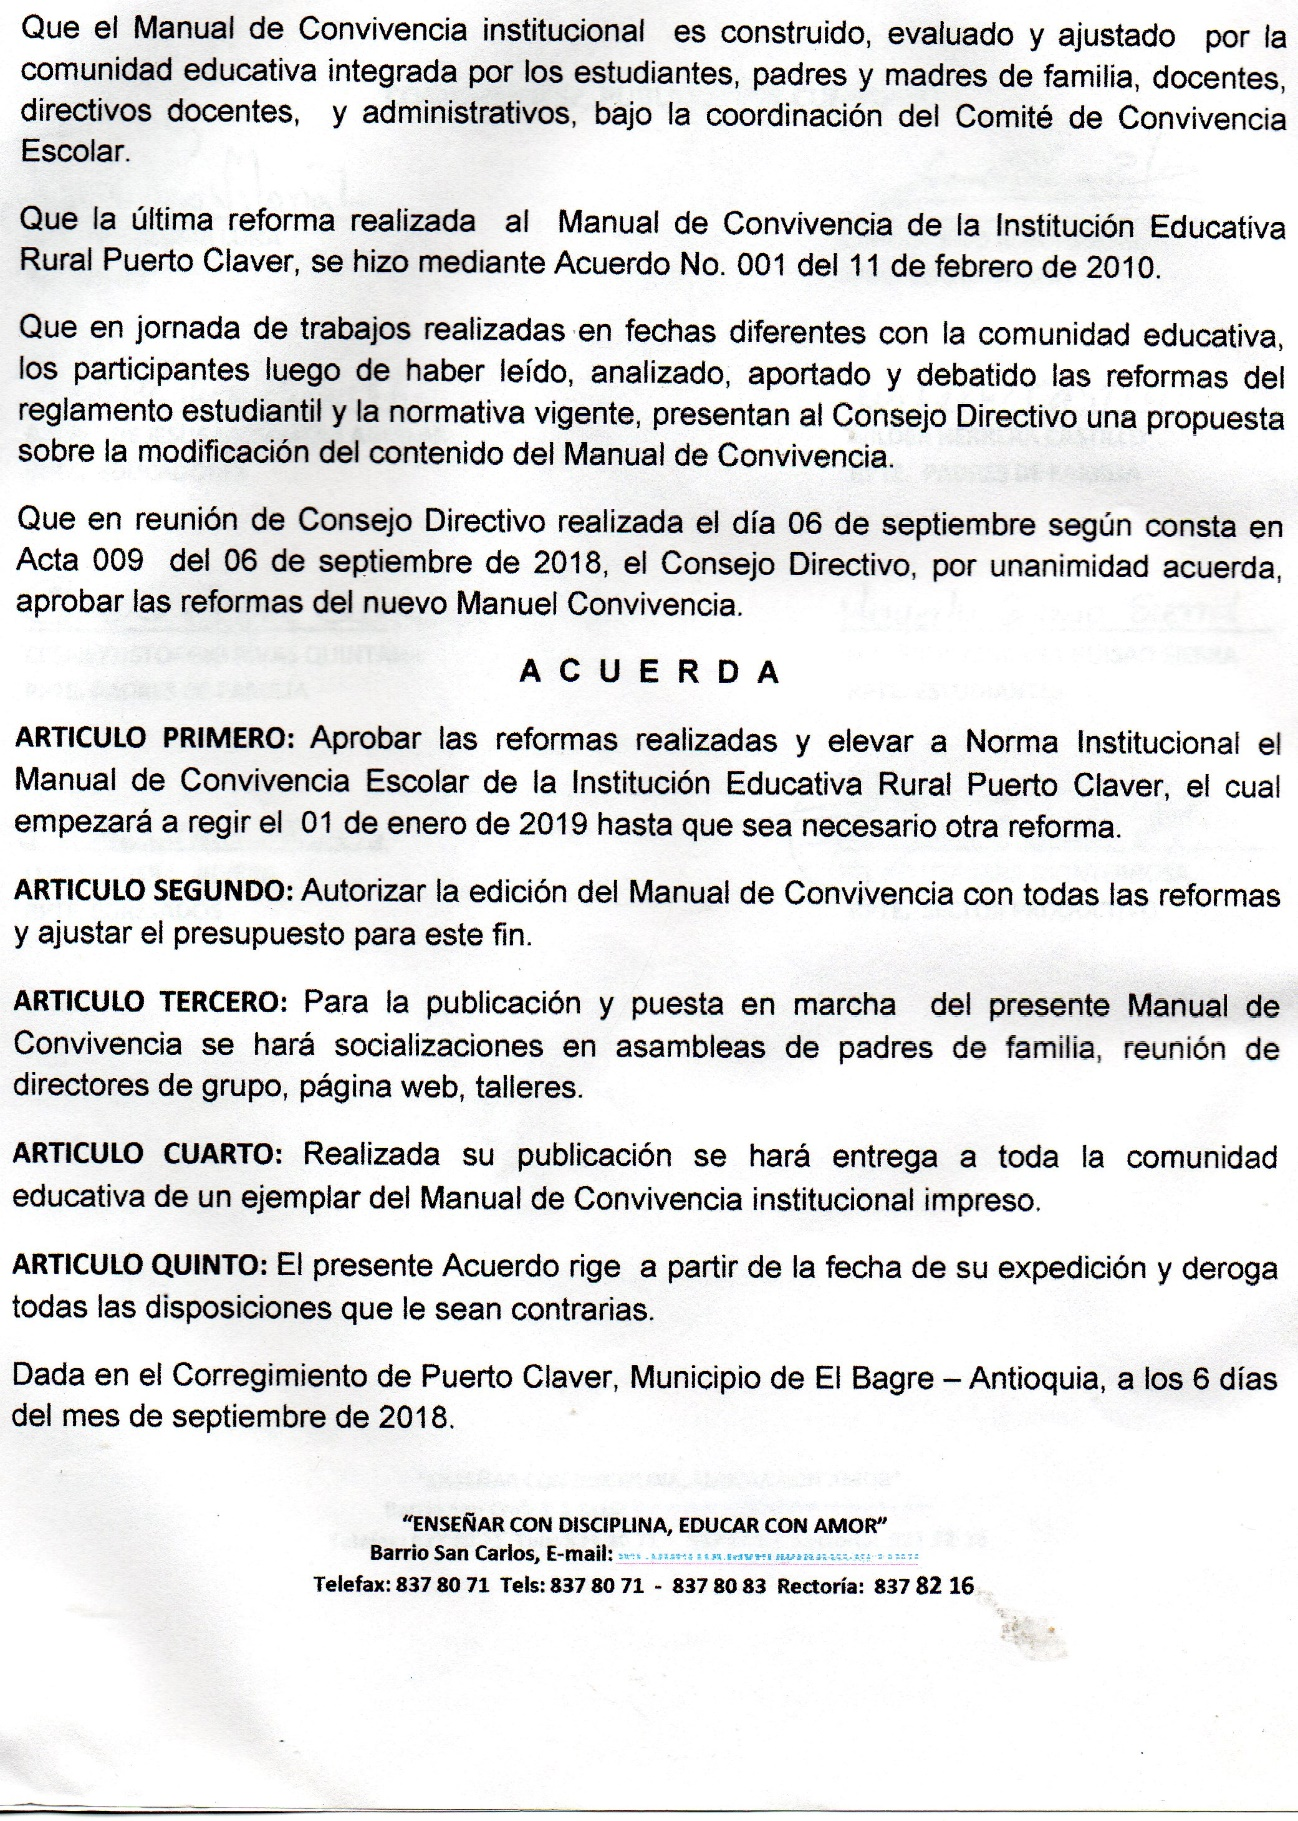 Que el Manual de Convivencia institucional es construido, evaluado y ajustado por la
comunidad educativa integrada por los estudiantes, padres y madres de familia, docentes,
directivos docentes, y administrativos, bajo la coordinación del Comité de Convivencia
Escolar.
Que la última reforma realizada al Manual de Convivencia de la Institución Educativa
Rural Puerto Claver, se hizo mediante Acuerdo No. 001 del 11 de febrero de 2010.
Que en jornada de trabajos realizadas en fechas diferentes con la comunidad educativa,
los participantes luego de haber leído, analizado, aportado y debatido las reformas del
reglamento estudiantil y la normativa vigente, presentan al Consejo Directivo una propuesta
sobre la modificación del contenido del Manual de Convivencia.
Que en reunión de Consejo Directivo realizada el día 06 de septiembre según consta en
Acta 009 del 06 de septiembre de 2018, el Consejo Directivo, por unanimidad acuerda,
aprobar las reformas del nuevo Manuel Convivencia.
A C U E R D A
ARTICULO PRIMERO: Aprobar las reformas realizadas y elevar a Norma Institucional el
Manual de Convivencia Escolar de la Institución Educativa Rural Puerto Claver, el cual
empezará a regir el 01 de enero de 2019 hasta que sea necesario otra reforma.
ARTICULO SEGUNDO: Autorizar la edición del Manual de Convivencia con todas las reformas
y ajustar el presupuesto para este fin.
ARTICULO TERCERO: Para la publicación y puesta en marcha del presente Manual de
Convivencia se hará socializaciones en asambleas de padres de familia, reunión de
directores de grupo, página web, talleres.
ARTICULO CUARTO: Realizada su publicación se hará entrega a toda la comunidad
educativa de un ejemplar del Manual de Convivencia institucional impreso.
ARTICULO QUINTO: El presente Acuerdo rige a partir de la fecha de su expedición y deroga
todas las disposiciones que le sean contrarias.
Dada en el Corregimiento de Puerto Claver, Municipio de El Bagre – Antioquia, a los 6 días
del mes de septiembre de 2018.
"ENSEÑAR CON DISCIPLINA, EDUCAR CON AMOR"
Barrio San Carlos, E-mail:
Telefax: 837 80 71 Tels: 837 80 71 - 837 80 83 Rectoría: 837 82 16